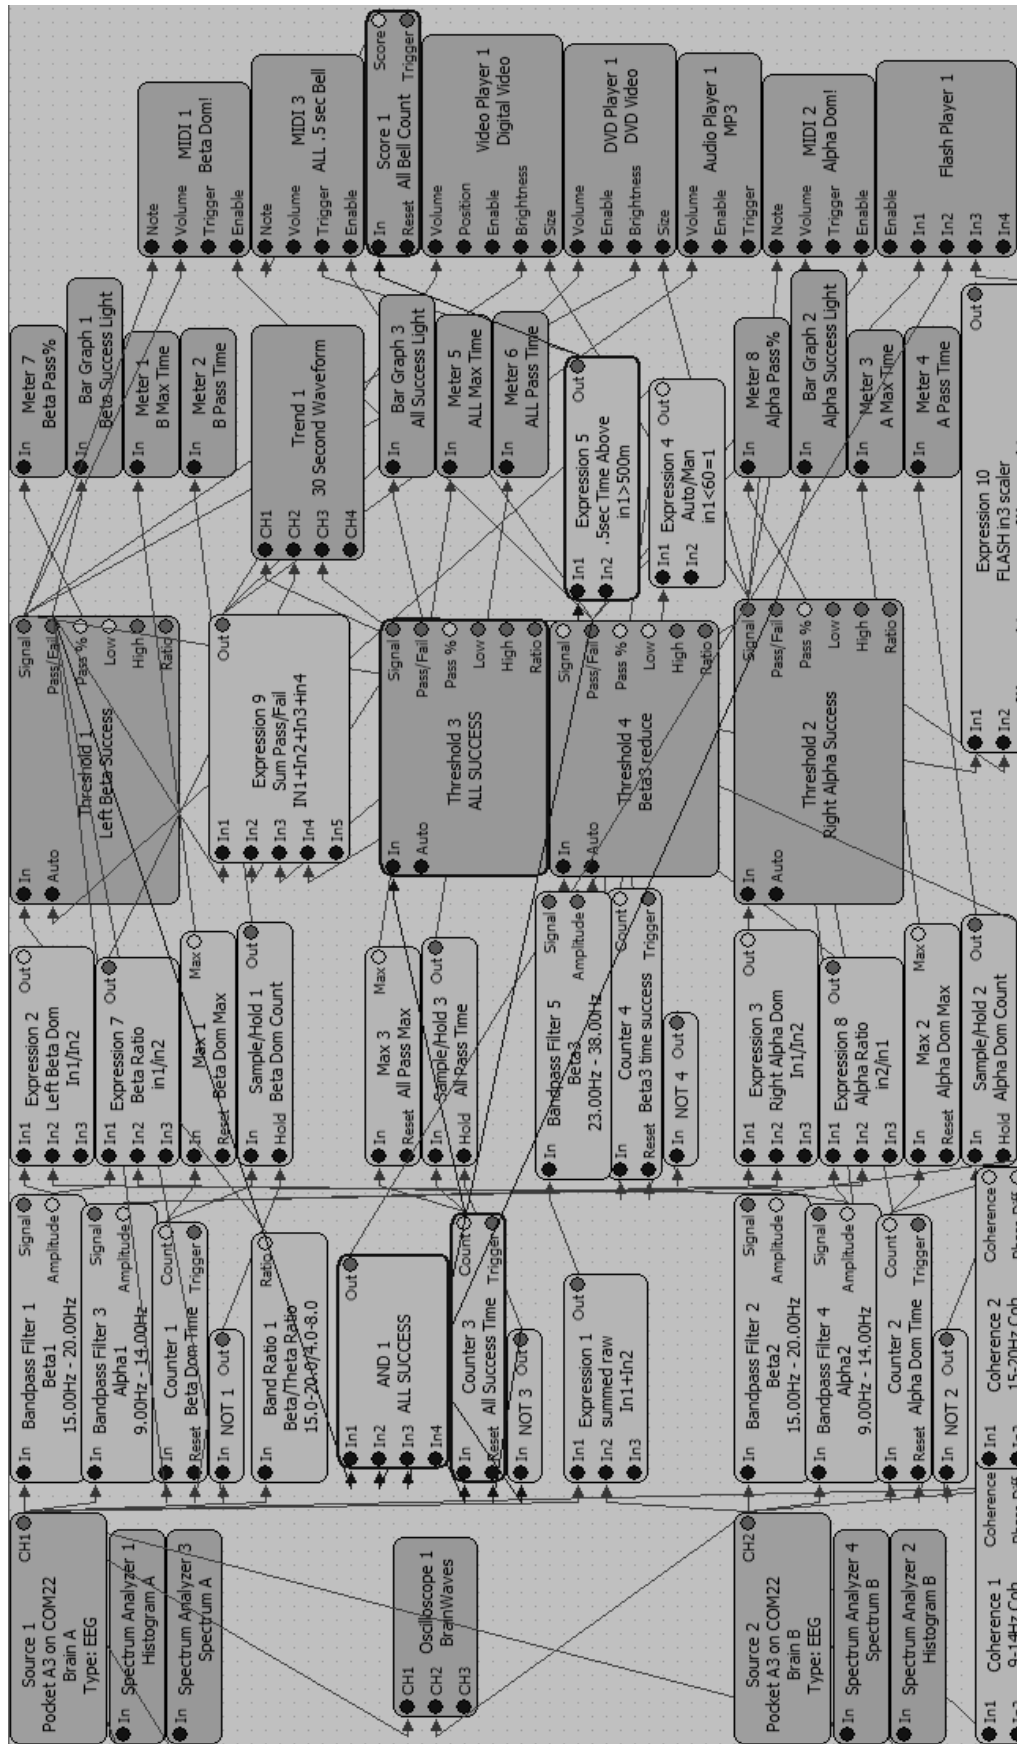 Source 1
Pocket A3 on COM22
Brain A
Type: EEG
CH1
In Spectrum Analyzer 1
Histogram A
In Spectrum Analyzer 3
Spectrum A
Oscilloscope 1
BrainWaves
CH1
CH2
CH3
Source 2
Pocket A3 on COM22
Brain B
Type: EEG
CH2
In Spectrum Analyzer 4
Spectrum B
In Spectrum Analyzer 2
Histogram B
Coherence 1
9-14Hz Coh
In1
Coherence
Bandpass Filter 1
Beta1
15.00Hz - 20.00Hz
In
Signal
Amplitude
Bandpass Filter 3
Alpha1
9.00Hz - 14.00Hz
In
Signal
Amplitude
Counter 1
Beta Dom Time
In
Reset
Count
Trigger
In NOT 1 Out
Band Ratio 1
Beta/Theta Ratio
15.0-20.0/4.0-8.0
In
Ratio
AND 1
ALL SUCCESS
In1
In2
In3
In4
Out
Counter 3
All Success Time
In
Reset
Count
Trigger
In NOT 3 Out
Expression 1
summed raw
In1+In2
In1
In2
In3
Out
Bandpass Filter 2
Beta2
15.00Hz - 20.00Hz
In
Signal
Amplitude
Bandpass Filter 4
Alpha2
9.00Hz - 14.00Hz
In
Signal
Amplitude
Counter 2
Alpha Dom Time
In
Reset
Count
Trigger
In NOT 2 Out
Coherence 2
15-20Hz Coh
In1
Coherence
Expression 2
Left Beta Dom
In1/In2
In1
In2
In3
Out
Expression 7
Beta Ratio
in1/in2
In1
In2
In3
Out
Max 1
Beta Dom Max
In
Reset
Max
Sample/Hold 1
Beta Dom Count
In
Hold
Out
Max 3
All Pass Max
In
Reset
Max
Sample/Hold 3
All Pass Time
In
Hold
Out
Bandpass Filter 5
Beta3
23.00Hz - 38.00Hz
In
Signal
Amplitude
Counter 4
Beta3 time success
In
Reset
Count
Trigger
In NOT 4 Out
Expression 3
Right Alpha Dom
In1/In2
In1
In2
In3
Out
Expression 8
Alpha Ratio
in2/in1
In1
In2
In3
Out
Max 2
Alpha Dom Max
In
Reset
Max
Sample/Hold 2
Alpha Dom Count
In
Hold
Out
Threshold 1
Left Beta Success
In
Auto
Signal
Pass/Fail
Pass %
Low
High
Ratio
Expression 9
Sum Pass/Fail
IN1+In2+In3+in4
In1
In2
In3
In4
In5
Out
Threshold 3
ALL SUCCESS
In
Auto
Signal
Pass/Fail
Pass %
Low
High
Ratio
Threshold 4
Beta3 reduce
In
Auto
Signal
Pass/Fail
Pass %
Low
High
Ratio
Threshold 2
Right Alpha Success
In
Auto
Signal
Pass/Fail
Pass %
Low
High
Ratio
Expression 10
FLASH in3 scaler
In1
In2
Out
Meter 7
Beta Pass%
In
Bar Graph 1
Beta Success Light
In
Meter 1
B Max Time
In
Meter 2
B Pass Time
In
Trend 1
30 Second Waveform
CH1
CH2
CH3
CH4
Bar Graph 3
All Success Light
In
Meter 5
ALL Max Time
In
Meter 6
ALL Pass Time
In
Expression 5
.5sec Time Above
in1>500m
In1
In2
Out
Expression 4
Auto/Man
in1<60=1
In1
In2
Out
Meter 8
Alpha Pass%
In
Bar Graph 2
Alpha Success Light
In
Meter 3
A Max Time
In
Meter 4
A Pass Time
In
MIDI 1
Beta Dom!
Note
Volume
Trigger
Enable
MIDI 3
ALL .5 sec Bell
Note
Volume
Trigger
Enable
Score 1
All Bell Count
In
Reset
Score
Trigger
Video Player 1
Digital Video
Volume
Position
Enable
Brightness
Size
DVD Player 1
DVD Video
Volume
Enable
Brightness
Size
Audio Player 1
MP3
Volume
Enable
Trigger
MIDI 2
Alpha Dom!
Note
Volume
Trigger
Enable
Flash Player 1
Enable
In1
In2
In3
In4